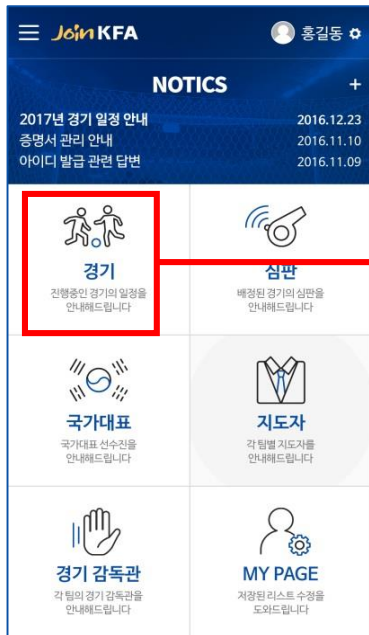 Join KFA
홍길동
NOTICS +
2017년 경기 일정 안내 2016.12.23
증명서 관리 안내 2016.11.10
아이디 발급 관련 답변 2016.11.09
경기
진행중인 경기의 일정을
안내해드립니다
심판
배정된 경기의 심판을
안내해드립니다
국가대표
국가대표 선수진을
안내해드립니다
지도자
각 팀별 지도자를
안내해드립니다
경기 감독관
각 팀의 경기 감독관을
안내해드립니다
MY PAGE
저장된 리스트 수정을
도와드립니다